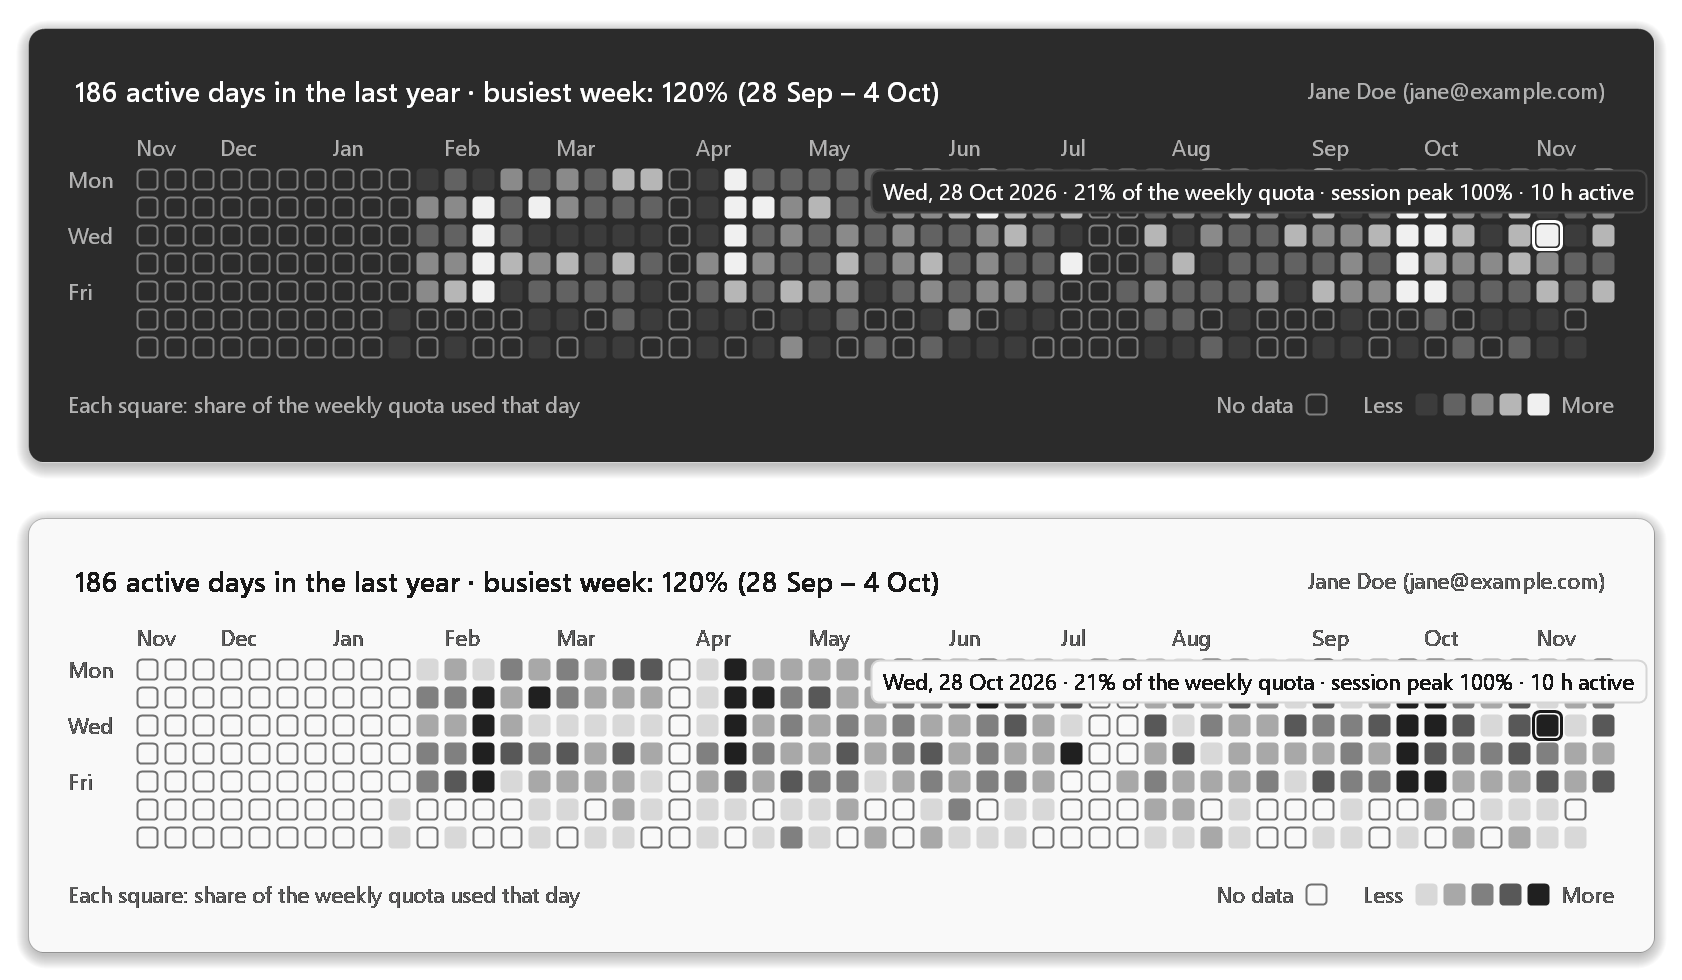 186 active days in the last year · busiest week: 120% (28 Sep – 4 Oct) Jane Doe (jane@example.com)
Nov Dec Jan Feb Mar Apr May Jun Jul Aug Sep Oct Nov
Mon
Wed, 28 Oct 2026 · 21% of the weekly quota · session peak 100% · 10 h active
Wed
Fri
Each square: share of the weekly quota used that day No data Less More
186 active days in the last year · busiest week: 120% (28 Sep – 4 Oct) Jane Doe (jane@example.com)
Nov Dec Jan Feb Mar Apr May Jun Jul Aug Sep Oct Nov
Mon
Wed, 28 Oct 2026 · 21% of the weekly quota · session peak 100% · 10 h active
Wed
Fri
Each square: share of the weekly quota used that day No data Less More